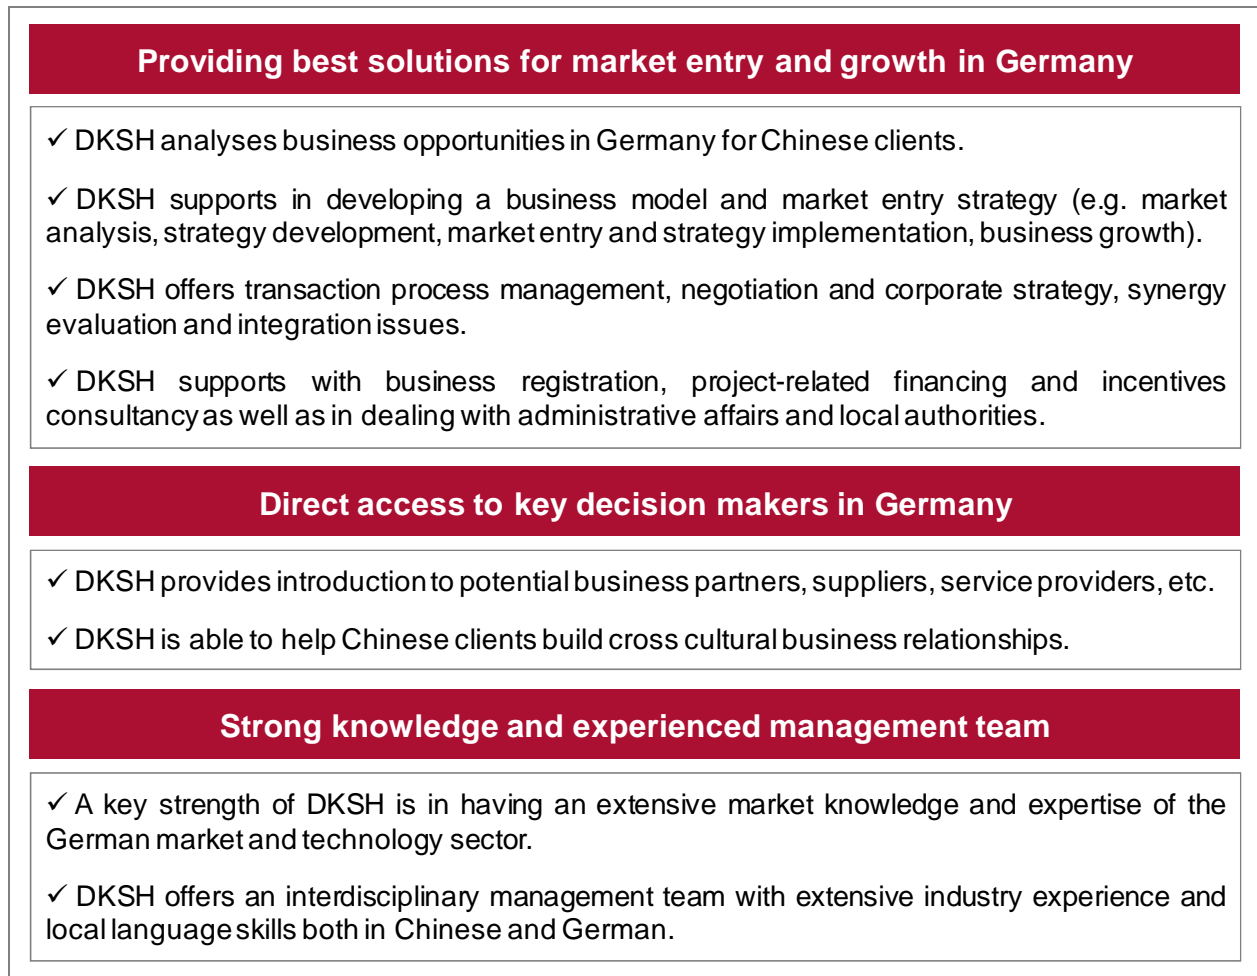 Providing best solutions for market entry and growth in Germany
✓ DKSH analyses business opportunities in Germany for Chinese clients.
✓ DKSH supports in developing a business model and market entry strategy (e.g. market
analysis, strategy development, market entry and strategy implementation, business growth).
✓ DKSH offers transaction process management, negotiation and corporate strategy, synergy
evaluation and integration issues.
✓ DKSH supports with business registration, project-related financing and incentives
consultancy as well as in dealing with administrative affairs and local authorities.
Direct access to key decision makers in Germany
✓ DKSH provides introduction to potential business partners, suppliers, service providers, etc.
✓ DKSH is able to help Chinese clients build cross cultural business relationships.
Strong knowledge and experienced management team
✓ A key strength of DKSH is in having an extensive market knowledge and expertise of the
German market and technology sector.
✓ DKSH offers an interdisciplinary management team with extensive industry experience and
local language skills both in Chinese and German.